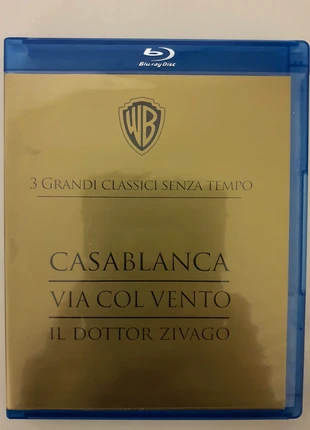 Blu-ray Disc
WB
3 GRANDI CLASSICI SENZA TEMPO
CASABLANCA
VIA COL VENTO
IL DOTTOR ZIVAGO